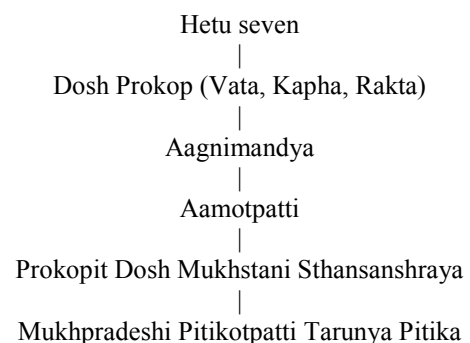 Hetu seven
Dosh Prokop (Vata, Kapha, Rakta)
Aagnimandya
Aamotpatti
Prokopit Dosh Mukhstani Sthansanshraya
Mukhpradeshi Pitikotpatti Tarunya Pitika